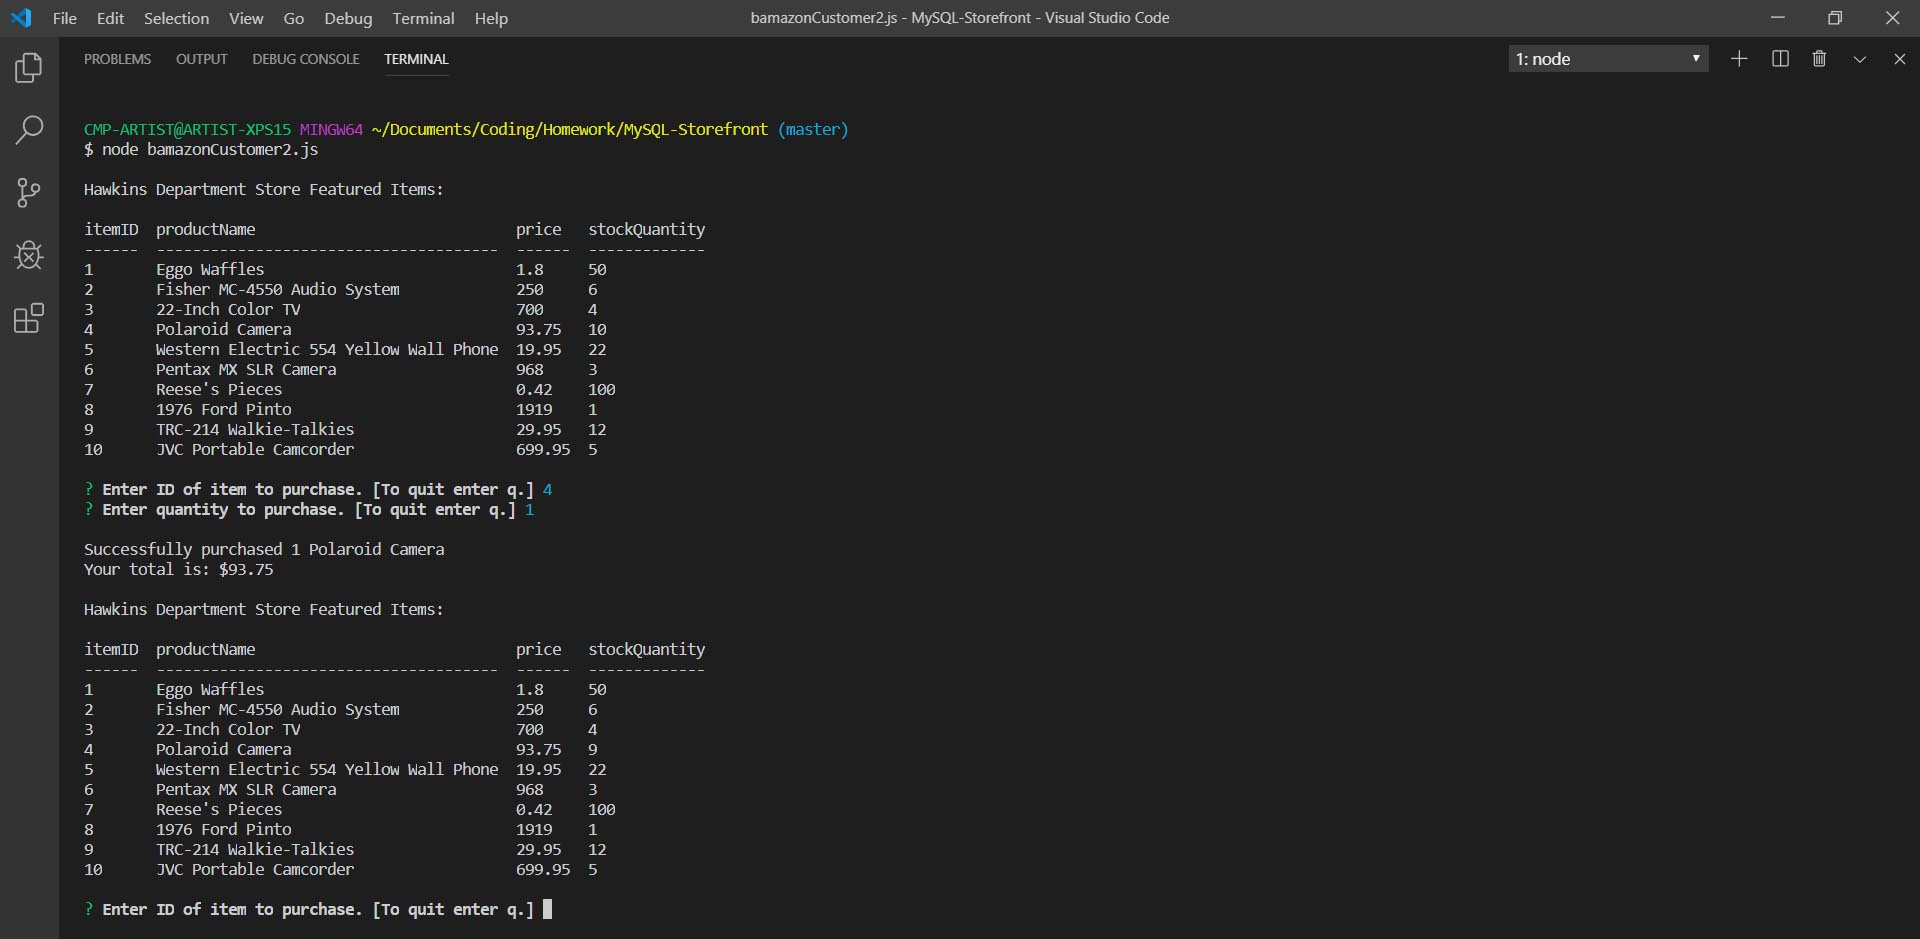 File Edit Selection View Go Debug Terminal Help
bamazonCustomer2.js - MySQL-Storefront - Visual Studio Code
PROBLEMS OUTPUT DEBUG CONSOLE TERMINAL
1: node
CMP-ARTIST@ARTIST-XPS15 MINGW64 ~/Documents/Coding/Homework/MySQL-Storefront (master)
$ node bamazonCustomer2.js
Hawkins Department Store Featured Items:
itemID  productName                             price   stockQuantity
------  --------------------------------------  ------  -------------
1       Eggo Waffles                            1.8     50
2       Fisher MC-4550 Audio System             250     6
3       22-Inch Color TV                        700     4
4       Polaroid Camera                         93.75   10
5       Western Electric 554 Yellow Wall Phone  19.95   22
6       Pentax MX SLR Camera                    968     3
7       Reese's Pieces                          0.42    100
8       1976 Ford Pinto                         1919    1
9       TRC-214 Walkie-Talkies                  29.95   12
10      JVC Portable Camcorder                  699.95  5
? Enter ID of item to purchase. [To quit enter q.] 4
? Enter quantity to purchase. [To quit enter q.] 1
Successfully purchased 1 Polaroid Camera
Your total is: $93.75
Hawkins Department Store Featured Items:
itemID  productName                             price   stockQuantity
------  --------------------------------------  ------  -------------
1       Eggo Waffles                            1.8     50
2       Fisher MC-4550 Audio System             250     6
3       22-Inch Color TV                        700     4
4       Polaroid Camera                         93.75   9
5       Western Electric 554 Yellow Wall Phone  19.95   22
6       Pentax MX SLR Camera                    968     3
7       Reese's Pieces                          0.42    100
8       1976 Ford Pinto                         1919    1
9       TRC-214 Walkie-Talkies                  29.95   12
10      JVC Portable Camcorder                  699.95  5
? Enter ID of item to purchase. [To quit enter q.]